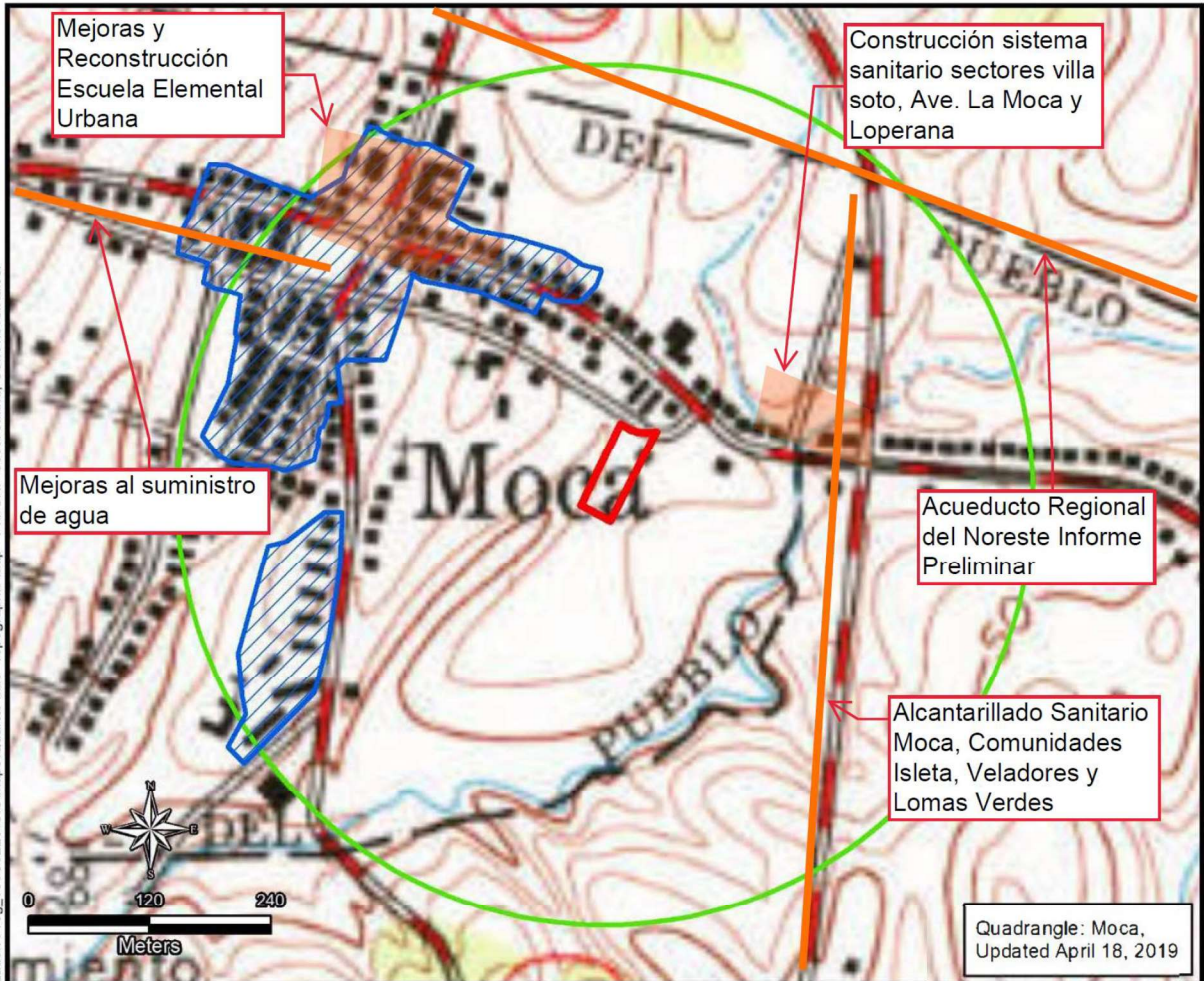 Mejoras y
Reconstrucción
Escuela Elemental
Urbana
Construcción sistema
sanitario sectores villa
soto, Ave. La Moca y
Loperana
DEL
PUEBLO
Mejoras al suministro
de agua
Moca
Acueducto Regional
del Noreste Informe
Preliminar
PUEBLO
50
Alcantarillado Sanitario
Moca, Comunidades
Isleta, Veladores y
Lomas Verdes
N
W E
S
DEL
0 120 240
Meters
miento
Quadrangle: Moca,
Updated April 18, 2019